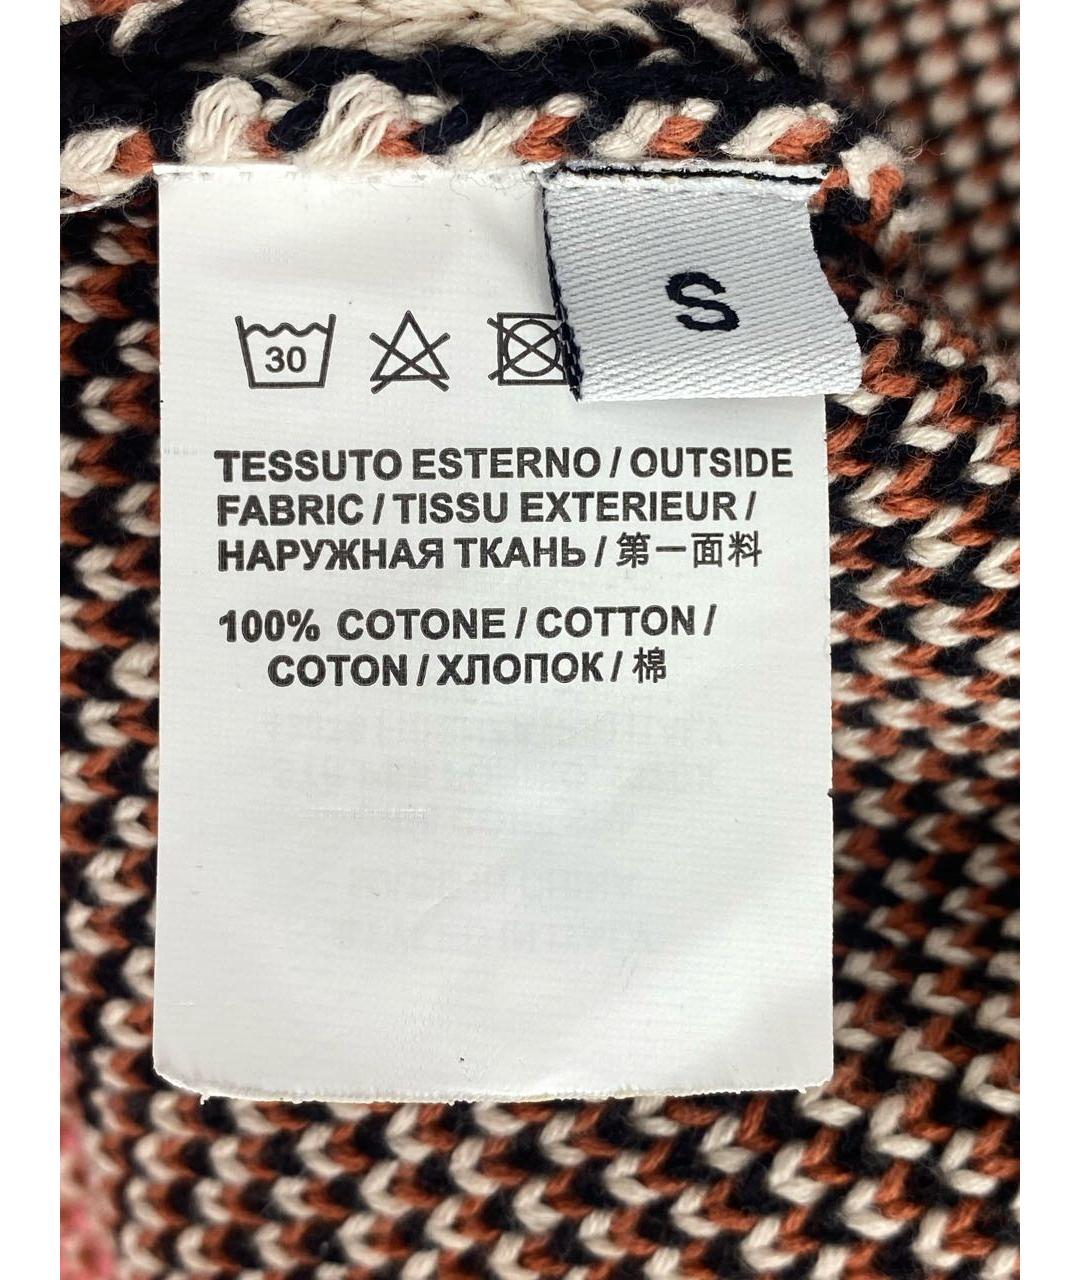 S
30
TESSUTO ESTERNO / OUTSIDE
FABRIC / TISSU EXTERIEUR /
НАРУЖНАЯ ТКАНЬ / 第一面料
100% COTONE / COTTON /
COTON / ХЛОПОК / 棉